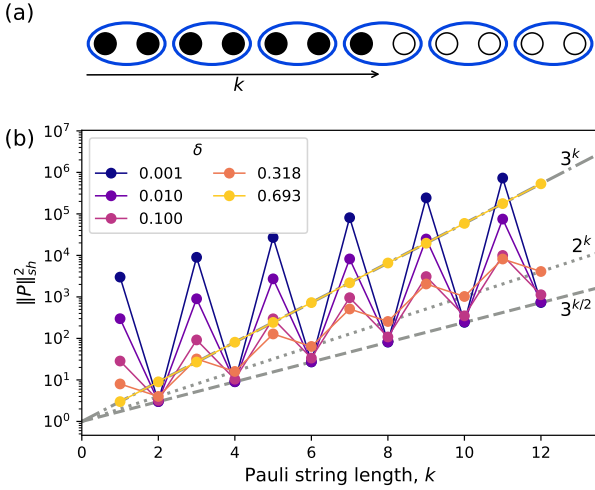 (a)
k
(b)
δ
0.001 0.318
0.010 0.693
0.100
3^k
2^k
3^{k/2}
10^7
10^6
10^5
10^4
10^3
10^2
10^1
10^0
‖P‖²_sh
0 2 4 6 8 10 12
Pauli string length, k